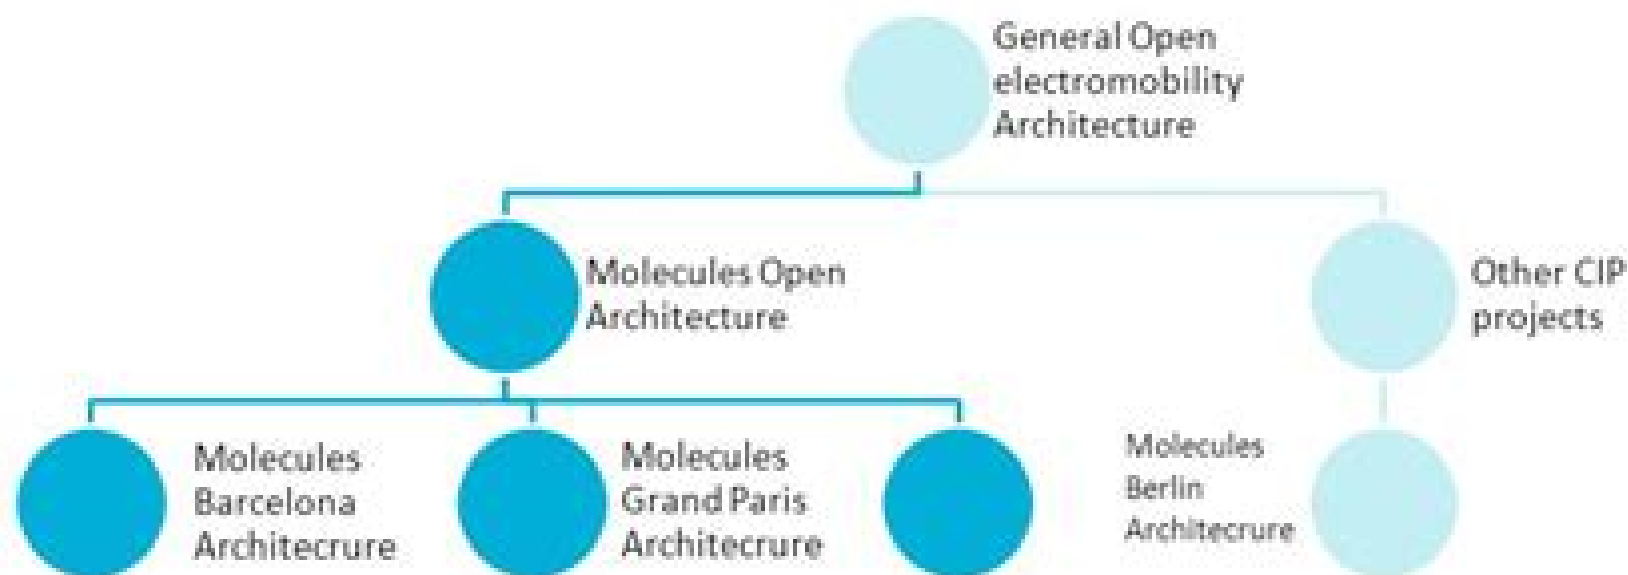 General Open
electromobility
Architecture
Molecules Open
Architecture
Other CIP
projects
Molecules
Barcelona
Architecrure
Molecules
Grand Paris
Architecrure
Molecules
Berlin
Architecrure